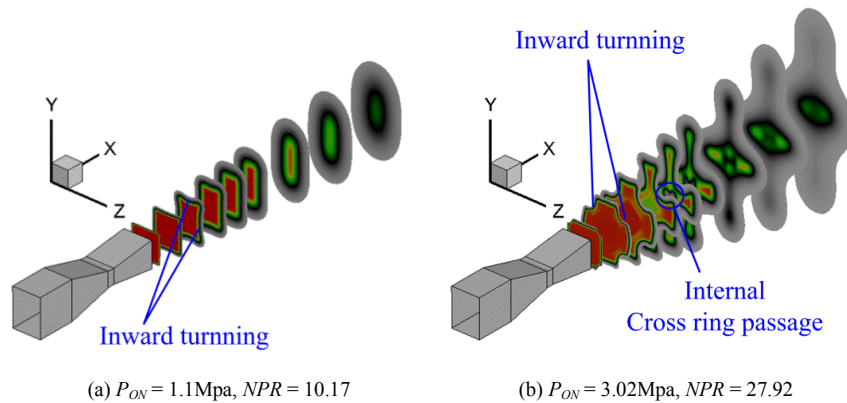 Y
X
Z
Inward turnning
(a) P_ON = 1.1Mpa, NPR = 10.17
Inward turnning
Y
X
Z
Internal
Cross ring passage
(b) P_ON = 3.02Mpa, NPR = 27.92